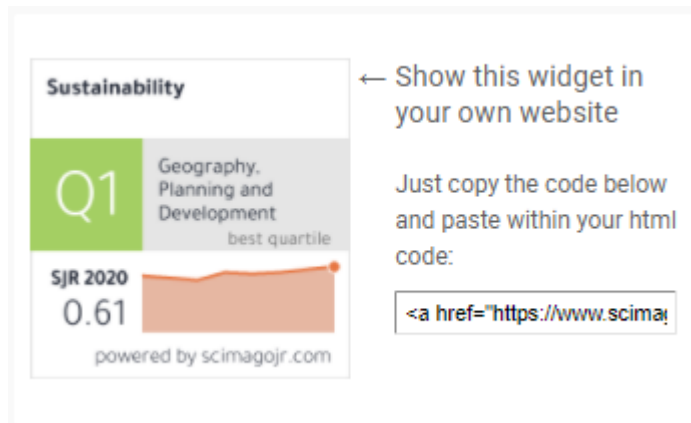 Sustainability
Q1
Geography,
Planning and
Development
best quartile
SJR 2020
0.61
powered by scimagojr.com
← Show this widget in
your own website
Just copy the code below
and paste within your html
code:
<a href="https://www.scimag